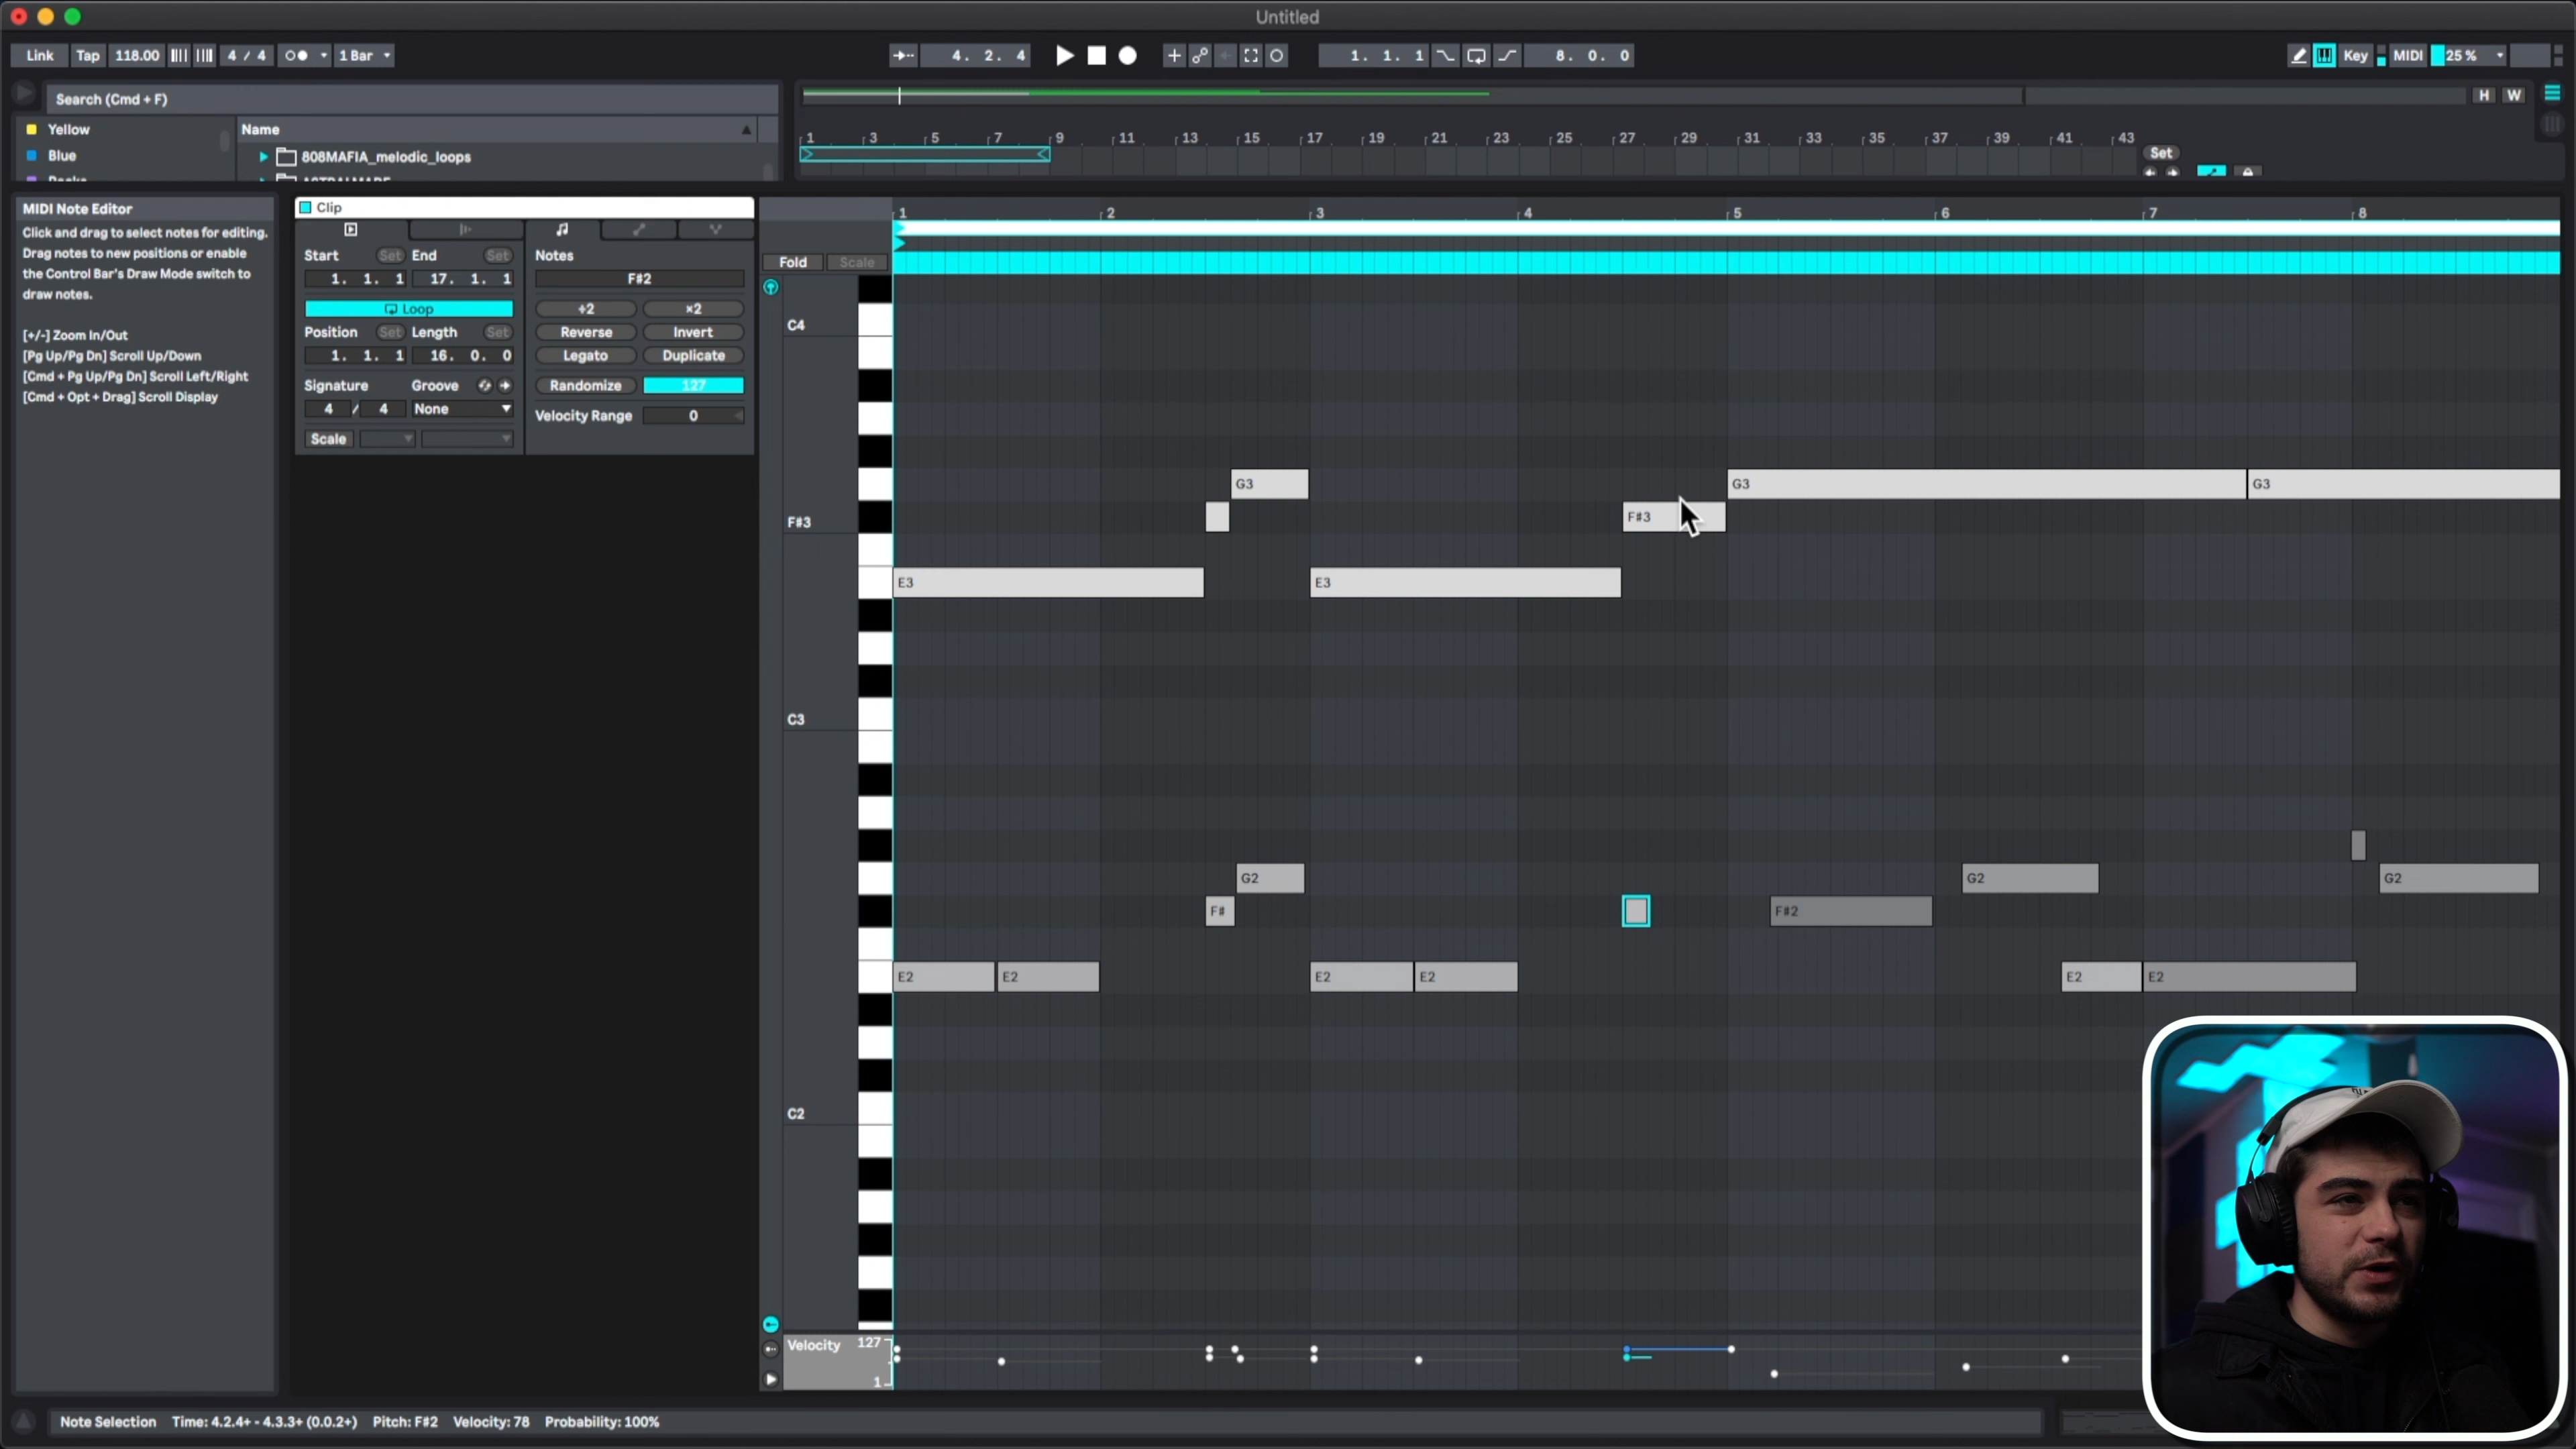 Untitled
Link Tap 118.00 4 / 4 1 Bar 4. 2. 4 1. 1. 1 8. 0. 0 Key MIDI 25 %
Search (Cmd + F) H W
Yellow Name
Blue 808MAFIA_melodic_loops
1 3 5 7 9 11 13 15 17 19 21 23 25 27 29 31 33 35 37 39 41 43
Set
MIDI Note Editor
Click and drag to select notes for editing.
Drag notes to new positions or enable
the Control Bar's Draw Mode switch to
draw notes.
[+/-] Zoom In/Out
[Pg Up/Pg Dn] Scroll Up/Down
[Cmd + Pg Up/Pg Dn] Scroll Left/Right
[Cmd + Opt + Drag] Scroll Display
Clip
Start Set End Set
1. 1. 1 17. 1. 1
Loop
Position Set Length Set
1. 1. 1 16. 0. 0
Signature Groove
4 / 4 None
Scale
Notes
F#2
÷2 ×2
Reverse Invert
Legato Duplicate
Randomize 127
Velocity Range 0
1 2 3 4 5 6 7 8
Fold Scale
C4
G3 G3 G3
F#3 F#3
E3 E3
C3
G2 G2 G2
F# F#2
E2 E2 E2 E2 E2 E2
C2
Velocity 127
1
Note Selection Time: 4.2.4+ - 4.3.3+ (0.0.2+) Pitch: F#2 Velocity: 78 Probability: 100%